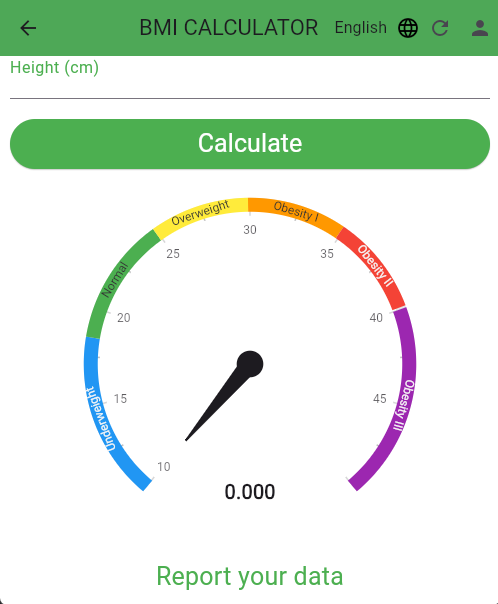 BMI CALCULATOR English
Height (cm)
Calculate
Overweight
Obesity I
30
25
35
Obesity II
Normal
20
40
15
45
Underweight
Obesity III
10
0.000
Report your data